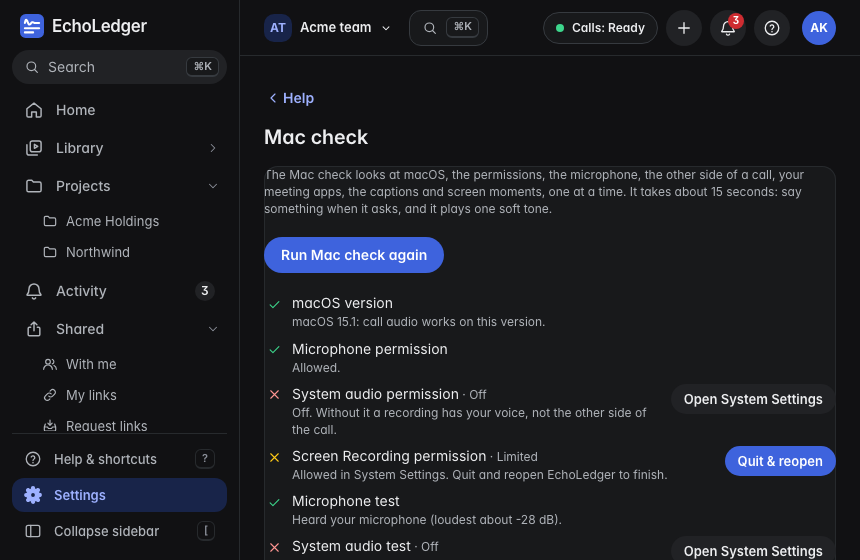 EchoLedger
Search ⌘K
Home
Library
Projects
Acme Holdings
Northwind
Activity 3
Shared
With me
My links
Request links
Help & shortcuts ?
Settings
Collapse sidebar [
AT Acme team ⌘K Calls: Ready 3 AK
Help
Mac check
The Mac check looks at macOS, the permissions, the microphone, the other side of a call, your
meeting apps, the captions and screen moments, one at a time. It takes about 15 seconds: say
something when it asks, and it plays one soft tone.
Run Mac check again
macOS version
macOS 15.1: call audio works on this version.
Microphone permission
Allowed.
System audio permission · Off
Off. Without it a recording has your voice, not the other side of
the call.
Open System Settings
Screen Recording permission · Limited
Allowed in System Settings. Quit and reopen EchoLedger to finish.
Quit & reopen
Microphone test
Heard your microphone (loudest about -28 dB).
System audio test · Off
Open System Settings